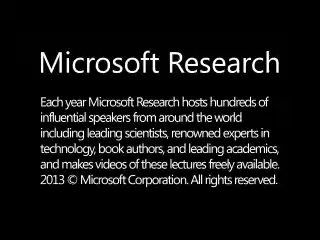 Microsoft Research
Each year Microsoft Research hosts hundreds of
influential speakers from around the world
including leading scientists, renowned experts in
technology, book authors, and leading academics,
and makes videos of these lectures freely available.
2013 © Microsoft Corporation. All rights reserved.